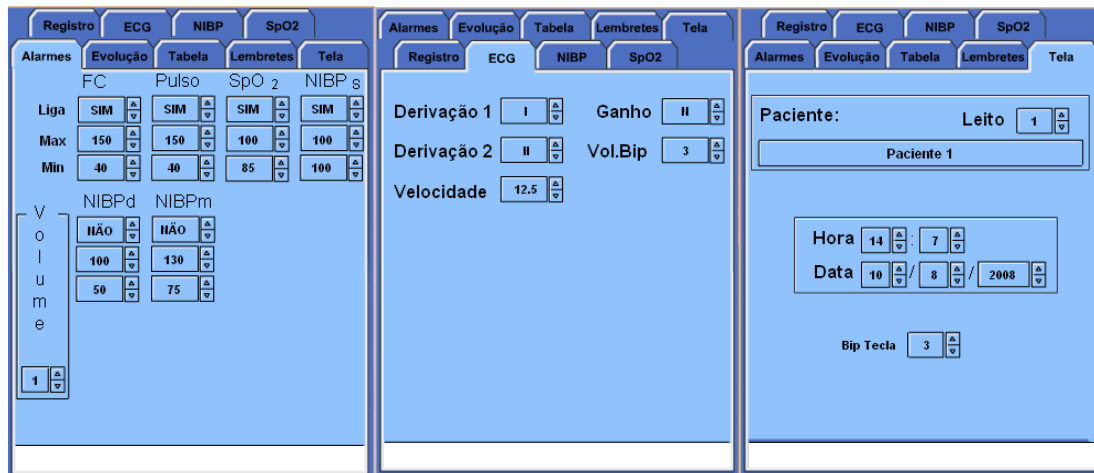 Registro ECG NIBP SpO2
Alarmes Evolução Tabela Lembretes Tela
FC Pulso SpO 2 NIBP s
Liga SIM SIM SIM SIM
Max 150 150 100 100
Min 40 40 85 100
NIBPd NIBPm
NÃO NÃO
100 130
50 75
Volume
1
Alarmes Evolução Tabela Lembretes Tela
Registro ECG NIBP SpO2
Derivação 1 I Ganho II
Derivação 2 II Vol.Bip 3
Velocidade 12.5
Registro ECG NIBP SpO2
Alarmes Evolução Tabela Lembretes Tela
Paciente: Leito 1
Paciente 1
Hora 14 : 7
Data 10 / 8 / 2008
Bip Tecla 3